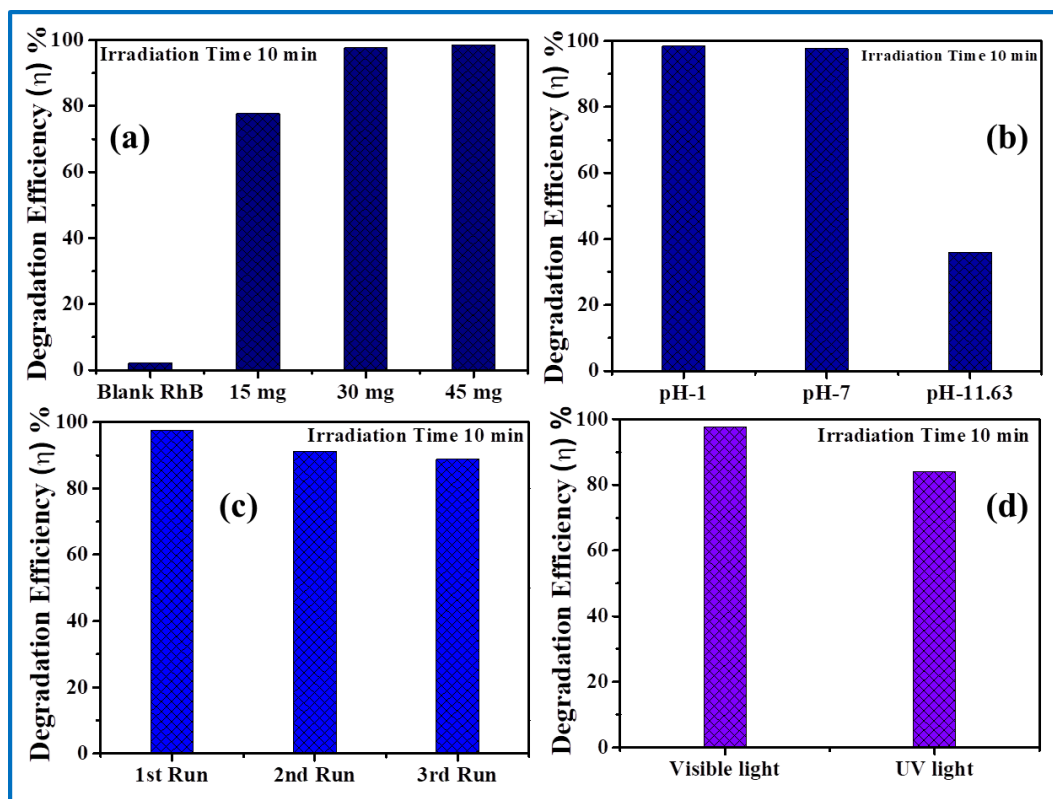 Degradation Efficiency (η) %
100
80
60
40
20
0
Irradiation Time 10 min
(a)
Blank RhB 15 mg 30 mg 45 mg
Degradation Efficiency (η) %
100
80
60
40
20
0
Irradiation Time 10 min
(b)
pH-1 pH-7 pH-11.63
Degradation Efficiency (η) %
100
80
60
40
20
0
Irradiation Time 10 min
(c)
1st Run 2nd Run 3rd Run
Degradation Efficiency (η) %
100
80
60
40
20
0
Irradiation Time 10 min
(d)
Visible light UV light